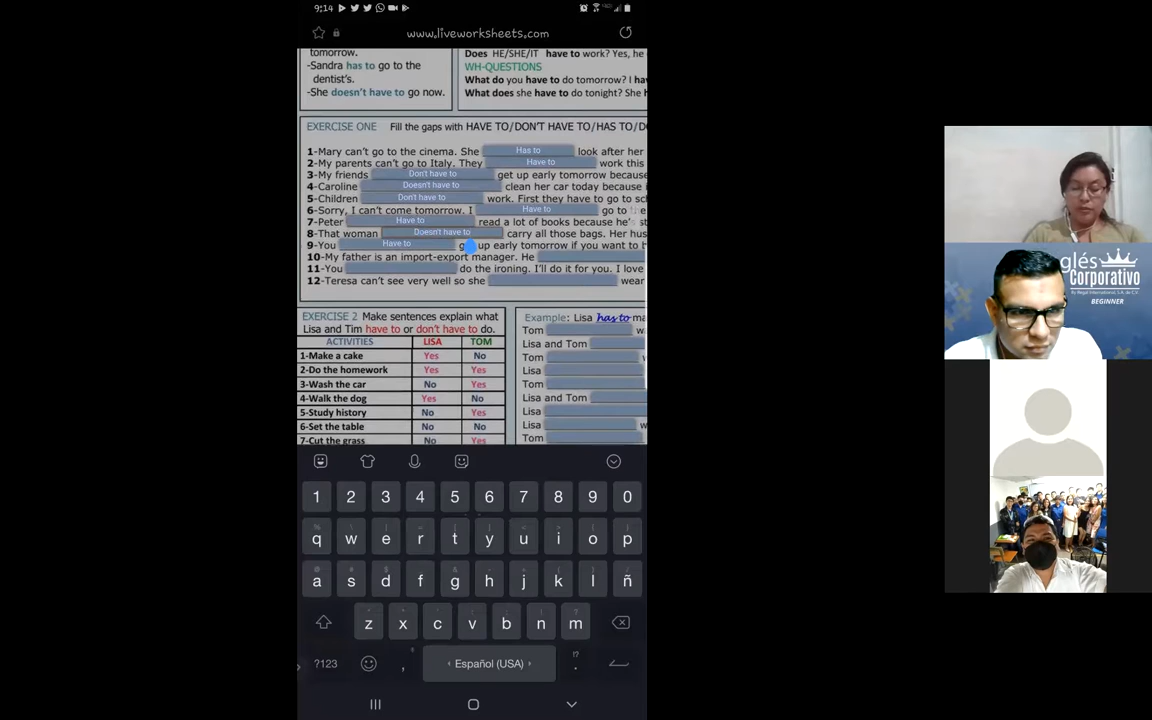 9:14
www.liveworksheets.com
tomorrow.
-Sandra has to go to the
dentist's.
-She doesn't have to go now.
Does HE/SHE/IT have to work? Yes, he
WH-QUESTIONS
What do you have to do tomorrow? I ha
What does she have to do tonight? She
EXERCISE ONE Fill the gaps with HAVE TO/DON'T HAVE TO/HAS TO/D
1-Mary can't go to the cinema. She Has to look after her
2-My parents can't go to Italy. They Have to work this
3-My friends Don't have to get up early tomorrow because
4-Caroline Doesn't have to clean her car today because i
5-Children Don't have to work. First they have to go to sc
6-Sorry, I can't come tomorrow. I Have to go to
7-Peter Have to read a lot of books because he's st
8-That woman Doesn't have to carry all those bags. Her hus
9-You Have to up early tomorrow if you want to
10-My father is an import-export manager. He
11-You do the ironing. I'll do it for you. I love
12-Teresa can't see very well so she wear
EXERCISE 2 Make sentences explain what
Lisa and Tim have to or don't have to do.
ACTIVITIES LISA TOM
1-Make a cake Yes No
2-Do the homework Yes Yes
3-Wash the car No Yes
4-Walk the dog Yes No
5-Study history No Yes
6-Set the table No No
7-Cut the grass No Yes
Example: Lisa has to ma
Tom w
Lisa and Tom
Tom w
Lisa
Tom
Lisa and Tom
Lisa
Lisa w
Tom
1 2 3 4 5 6 7 8 9 0
q w e r t y u i o p
a s d f g h j k l ñ
z x c v b n m
?123 , Español (USA) .
glés
Corporativo
By Regal International, S.A. de C.V.
BEGINNER